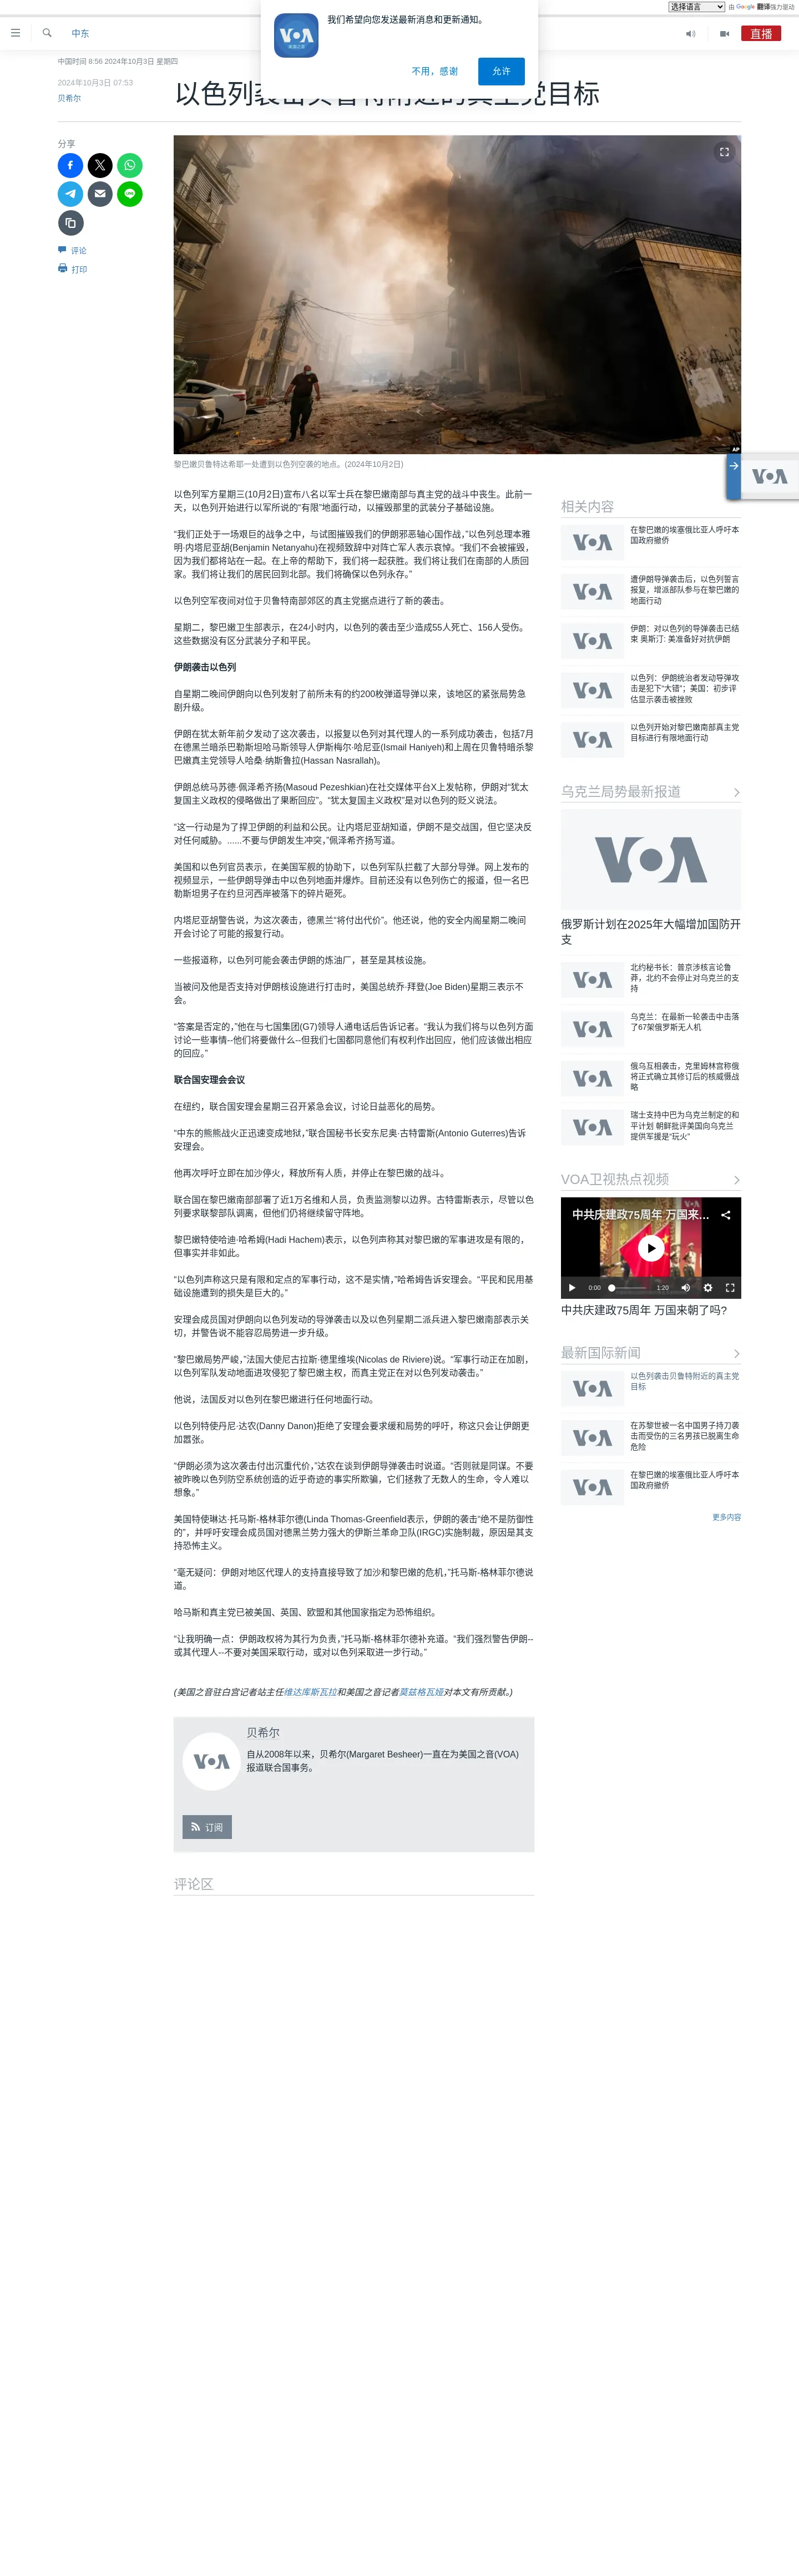 选择语言
由 Google 翻译强力驱动
我们希望向您发送最新消息和更新通知。
VOA
美国之音
不用，感谢
允许
中东
直播
中国时间 8:56 2024年10月3日 星期四
2024年10月3日 07:53
贝希尔
以色列袭击贝鲁特附近的真主党目标
分享
评论
打印
AP
黎巴嫩贝鲁特达希耶一处遭到以色列空袭的地点。(2024年10月2日)
以色列军方星期三(10月2日)宣布八名以军士兵在黎巴嫩南部与真主党的战斗中丧生。此前一
天，以色列开始进行以军所说的“有限”地面行动，以摧毁那里的武装分子基础设施。
“我们正处于一场艰巨的战争之中，与试图摧毁我们的伊朗邪恶轴心国作战，”以色列总理本雅
明·内塔尼亚胡(Benjamin Netanyahu)在视频致辞中对阵亡军人表示哀悼。“我们不会被摧毁，
因为我们都将站在一起。在上帝的帮助下，我们将一起获胜。我们将让我们在南部的人质回
家。我们将让我们的居民回到北部。我们将确保以色列永存。”
以色列空军夜间对位于贝鲁特南部郊区的真主党据点进行了新的袭击。
星期二，黎巴嫩卫生部表示，在24小时内，以色列的袭击至少造成55人死亡、156人受伤。
这些数据没有区分武装分子和平民。
伊朗袭击以色列
自星期二晚间伊朗向以色列发射了前所未有的约200枚弹道导弹以来，该地区的紧张局势急
剧升级。
伊朗在犹太新年前夕发动了这次袭击，以报复以色列对其代理人的一系列成功袭击，包括7月
在德黑兰暗杀巴勒斯坦哈马斯领导人伊斯梅尔·哈尼亚(Ismail Haniyeh)和上周在贝鲁特暗杀黎
巴嫩真主党领导人哈桑·纳斯鲁拉(Hassan Nasrallah)。
伊朗总统马苏德·佩泽希齐扬(Masoud Pezeshkian)在社交媒体平台X上发帖称，伊朗对“犹太
复国主义政权的侵略做出了果断回应”。“犹太复国主义政权”是对以色列的贬义说法。
“这一行动是为了捍卫伊朗的利益和公民。让内塔尼亚胡知道，伊朗不是交战国，但它坚决反
对任何威胁。......不要与伊朗发生冲突，”佩泽希齐扬写道。
美国和以色列官员表示，在美国军舰的协助下，以色列军队拦截了大部分导弹。网上发布的
视频显示，一些伊朗导弹击中以色列地面并爆炸。目前还没有以色列伤亡的报道，但一名巴
勒斯坦男子在约旦河西岸被落下的碎片砸死。
内塔尼亚胡警告说，为这次袭击，德黑兰“将付出代价”。他还说，他的安全内阁星期二晚间
开会讨论了可能的报复行动。
一些报道称，以色列可能会袭击伊朗的炼油厂，甚至是其核设施。
当被问及他是否支持对伊朗核设施进行打击时，美国总统乔·拜登(Joe Biden)星期三表示不
会。
“答案是否定的，”他在与七国集团(G7)领导人通电话后告诉记者。“我认为我们将与以色列方面
讨论一些事情--他们将要做什么--但我们七国都同意他们有权利作出回应，他们应该做出相应
的回应。”
联合国安理会会议
在纽约，联合国安理会星期三召开紧急会议，讨论日益恶化的局势。
“中东的熊熊战火正迅速变成地狱，”联合国秘书长安东尼奥·古特雷斯(Antonio Guterres)告诉
安理会。
他再次呼吁立即在加沙停火，释放所有人质，并停止在黎巴嫩的战斗。
联合国在黎巴嫩南部部署了近1万名维和人员，负责监测黎以边界。古特雷斯表示，尽管以色
列要求联黎部队调离，但他们仍将继续留守阵地。
黎巴嫩特使哈迪·哈希姆(Hadi Hachem)表示，以色列声称其对黎巴嫩的军事进攻是有限的，
但事实并非如此。
“以色列声称这只是有限和定点的军事行动，这不是实情，”哈希姆告诉安理会。“平民和民用基
础设施遭到的损失是巨大的。”
安理会成员国对伊朗向以色列发动的导弹袭击以及以色列星期二派兵进入黎巴嫩南部表示关
切，并警告说不能容忍局势进一步升级。
“黎巴嫩局势严峻，”法国大使尼古拉斯·德里维埃(Nicolas de Riviere)说。“军事行动正在加剧，
以色列军队发动地面进攻侵犯了黎巴嫩主权，而真主党正在对以色列发动袭击。”
他说，法国反对以色列在黎巴嫩进行任何地面行动。
以色列特使丹尼·达农(Danny Danon)拒绝了安理会要求缓和局势的呼吁，称这只会让伊朗更
加嚣张。
“伊朗必须为这次袭击付出沉重代价，”达农在谈到伊朗导弹袭击时说道。“否则就是同谋。不要
被昨晚以色列防空系统创造的近乎奇迹的事实所欺骗，它们拯救了无数人的生命，令人难以
想象。”
美国特使琳达·托马斯-格林菲尔德(Linda Thomas-Greenfield表示，伊朗的袭击“绝不是防御性
的”，并呼吁安理会成员国对德黑兰势力强大的伊斯兰革命卫队(IRGC)实施制裁，原因是其支
持恐怖主义。
“毫无疑问：伊朗对地区代理人的支持直接导致了加沙和黎巴嫩的危机，”托马斯-格林菲尔德说
道。
哈马斯和真主党已被美国、英国、欧盟和其他国家指定为恐怖组织。
“让我明确一点：伊朗政权将为其行为负责，”托马斯-格林菲尔德补充道。“我们强烈警告伊朗--
或其代理人--不要对美国采取行动，或对以色列采取进一步行动。”
(美国之音驻白宫记者站主任维达库斯瓦拉和美国之音记者莫兹格瓦娅对本文有所贡献。)
贝希尔
自从2008年以来，贝希尔(Margaret Besheer)一直在为美国之音(VOA)
报道联合国事务。
VOA
订阅
评论区
VOA
相关内容
VOA
在黎巴嫩的埃塞俄比亚人呼吁本
国政府撤侨
VOA
遭伊朗导弹袭击后，以色列誓言
报复，增派部队参与在黎巴嫩的
地面行动
VOA
伊朗：对以色列的导弹袭击已结
束 奥斯汀: 美准备好对抗伊朗
VOA
以色列：伊朗统治者发动导弹攻
击是犯下“大错”；美国：初步评
估显示袭击被挫败
VOA
以色列开始对黎巴嫩南部真主党
目标进行有限地面行动
乌克兰局势最新报道
VOA
俄罗斯计划在2025年大幅增加国防开
支
VOA
北约秘书长：普京涉核言论鲁
莽，北约不会停止对乌克兰的支
持
VOA
乌克兰：在最新一轮袭击中击落
了67架俄罗斯无人机
VOA
俄乌互相袭击，克里姆林宫称俄
将正式确立其修订后的核威慑战
略
VOA
瑞士支持中巴为乌克兰制定的和
平计划 朝鲜批评美国向乌克兰
提供军援是“玩火”
VOA卫视热点视频
中共庆建政75周年 万国来...
VOA
0:00
1:20
中共庆建政75周年 万国来朝了吗?
最新国际新闻
VOA
以色列袭击贝鲁特附近的真主党
目标
VOA
在苏黎世被一名中国男子持刀袭
击而受伤的三名男孩已脱离生命
危险
VOA
在黎巴嫩的埃塞俄比亚人呼吁本
国政府撤侨
更多内容